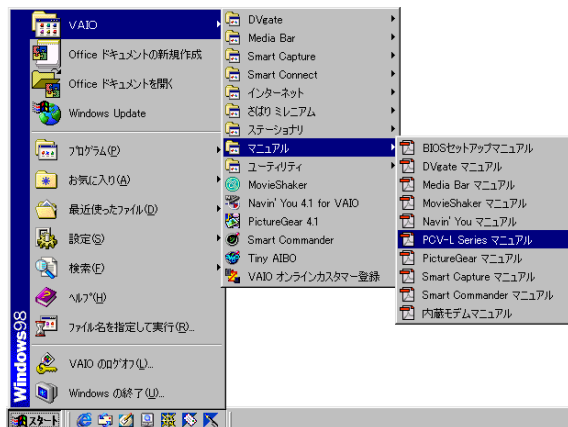 VAIO
Office ドキュメントの新規作成
Office ドキュメントを開く
Windows Update
プログラム(P)
お気に入り(A)
最近使ったファイル(D)
設定(S)
検索(F)
ヘルプ(H)
ファイル名を指定して実行(R)...
VAIO のログオフ(L)...
Windows の終了(U)...
Windows98
スタート
DVgate
Media Bar
Smart Capture
Smart Connect
インターネット
さぱり ミレニアム
ステーショナリ
マニュアル
ユーティリティ
MovieShaker
Navin' You 4.1 for VAIO
PictureGear 4.1
Smart Commander
Tiny AIBO
VAIO オンラインカスタマー登録
BIOSセットアップマニュアル
DVgate マニュアル
Media Bar マニュアル
MovieShaker マニュアル
Navin' You マニュアル
PCV-L Series マニュアル
PictureGear マニュアル
Smart Capture マニュアル
Smart Commander マニュアル
内蔵モデムマニュアル